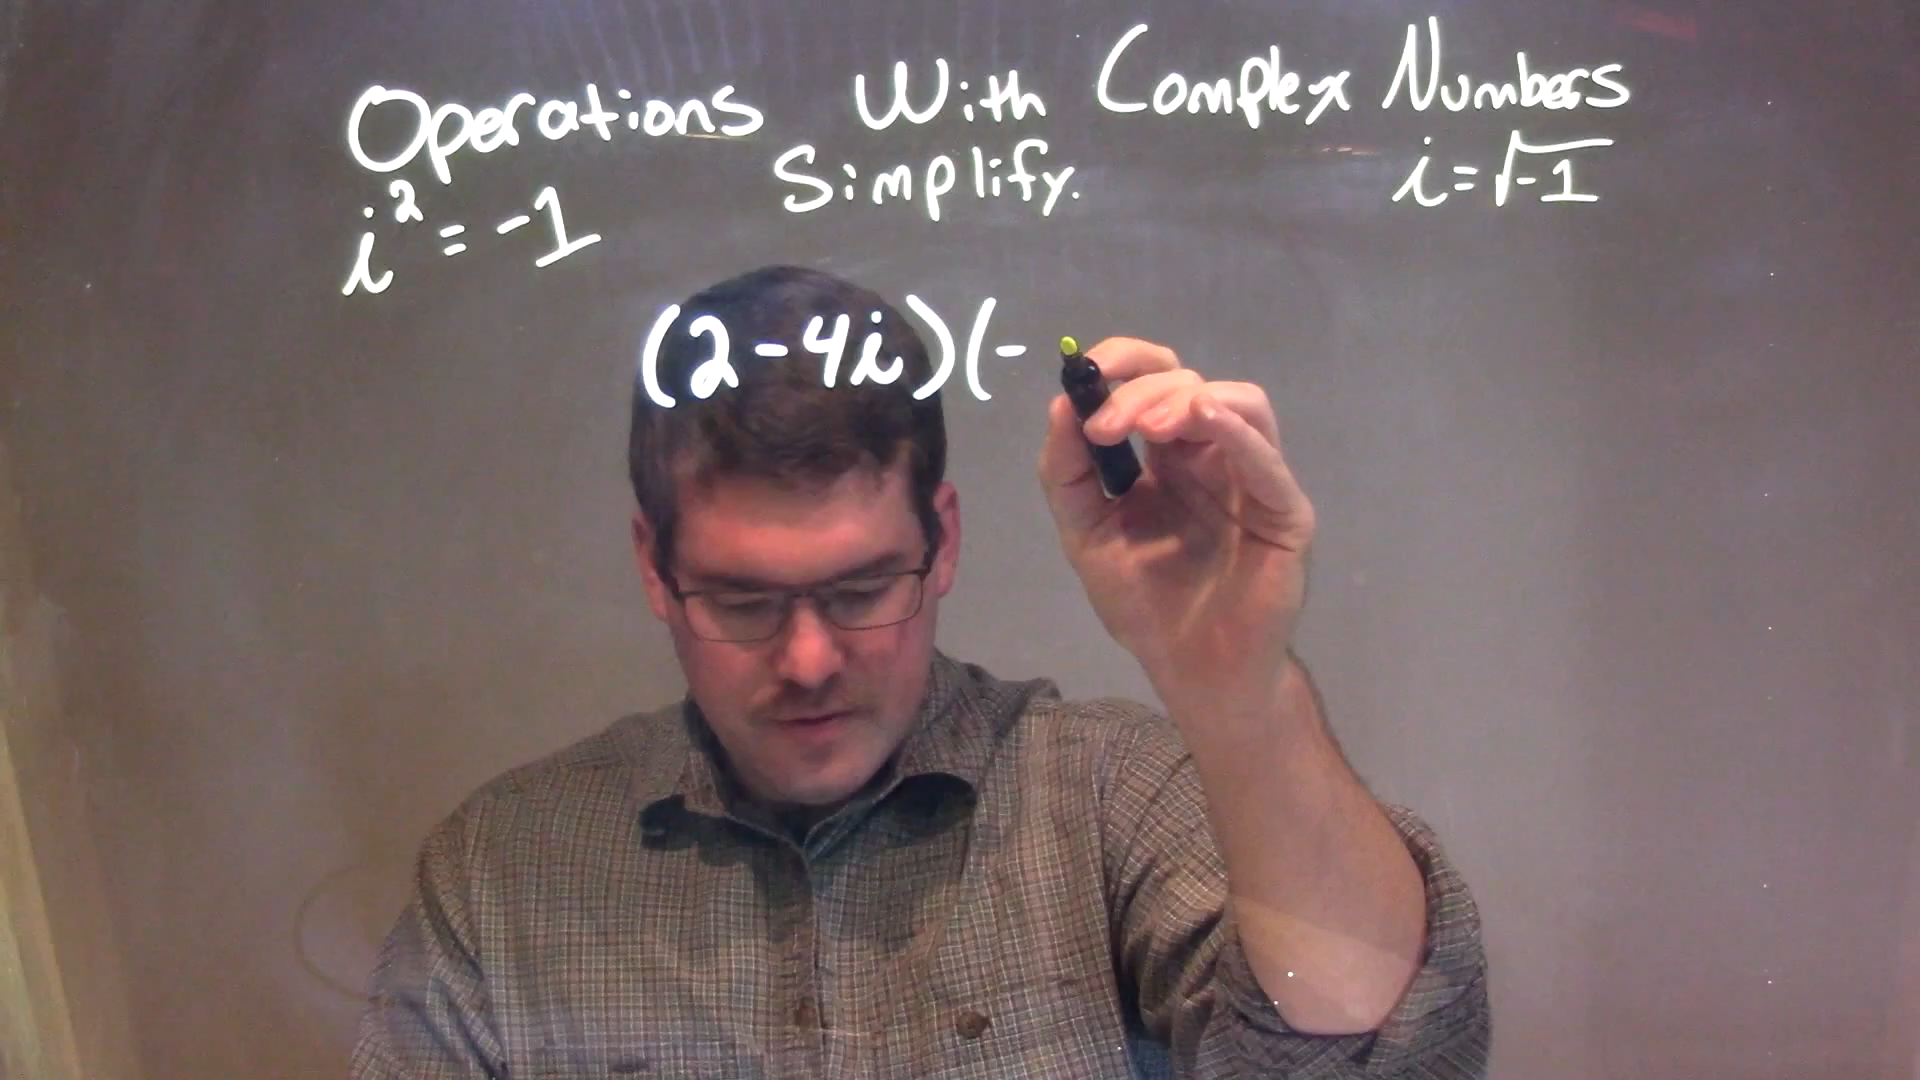 Operations With Complex Numbers
Simplify.
i = √-1
i² = -1
(2-4i)(-